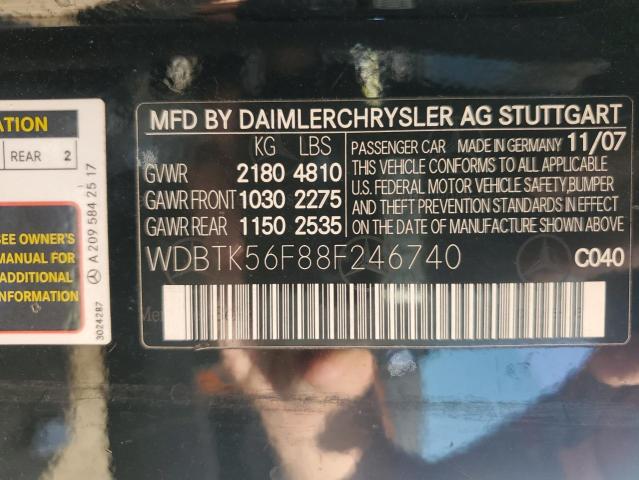 ATION
REAR 2
SEE OWNER'S
MANUAL FOR
ADDITIONAL
INFORMATION
A 209 584 25 17
3024287
MFD BY DAIMLERCHRYSLER AG STUTTGART
KG LBS
GVWR 2180 4810
GAWR FRONT 1030 2275
GAWR REAR 1150 2535
PASSENGER CAR MADE IN GERMANY 11/07
THIS VEHICLE CONFORMS TO ALL APPLICABLE
U.S. FEDERAL MOTOR VEHICLE SAFETY, BUMPER
AND THEFT PREVENTION STANDARDS IN EFFECT
ON THE DATE OF MANUFACTURE SHOWN ABOVE
WDBTK56F88F246740
C040